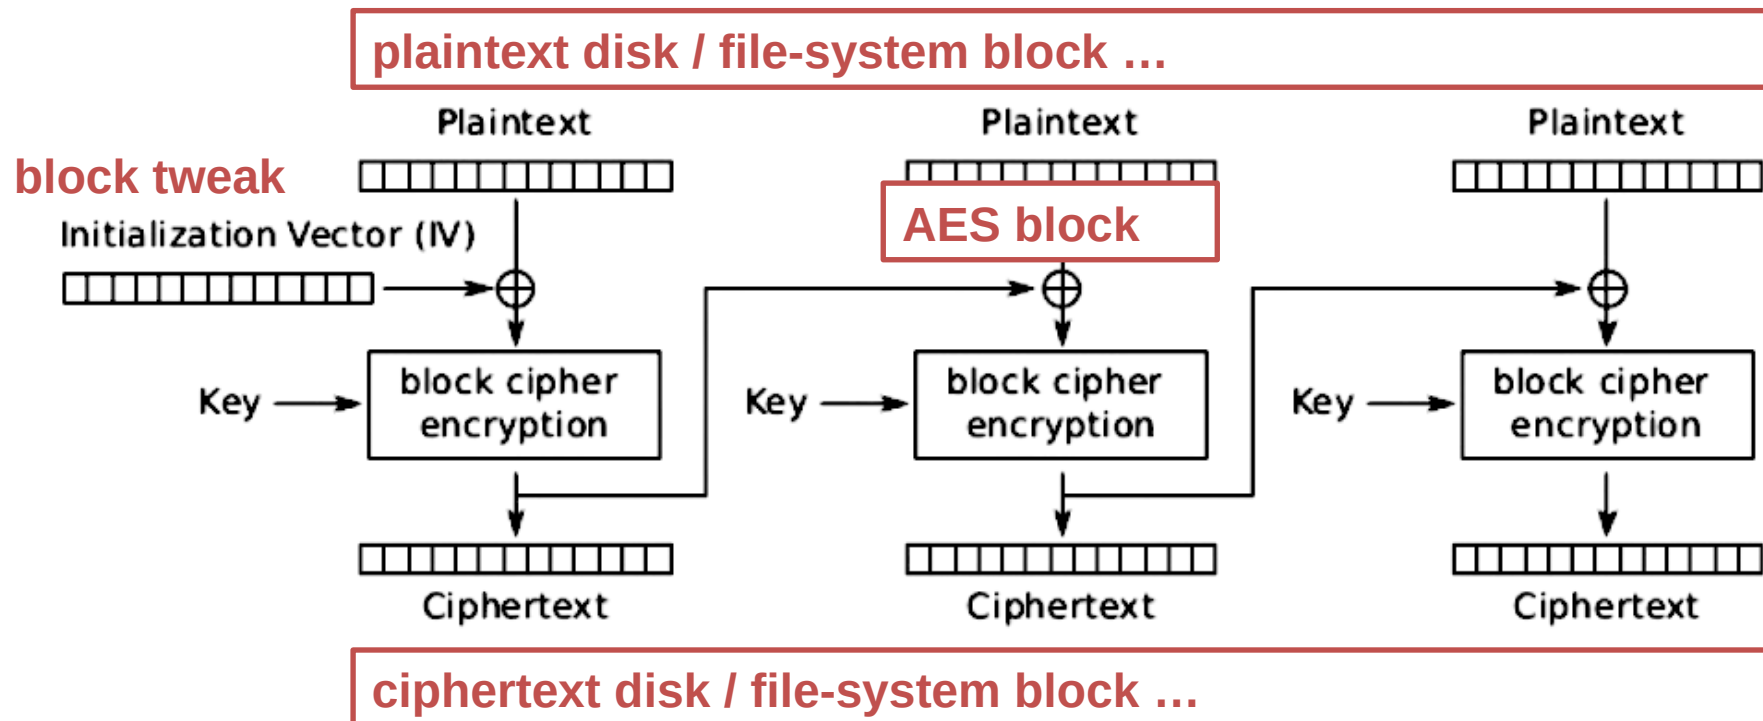 plaintext disk / file-system block …
Plaintext Plaintext Plaintext
block tweak
AES block
Initialization Vector (IV)
Key block cipher encryption Key block cipher encryption Key block cipher encryption
Ciphertext Ciphertext Ciphertext
ciphertext disk / file-system block …